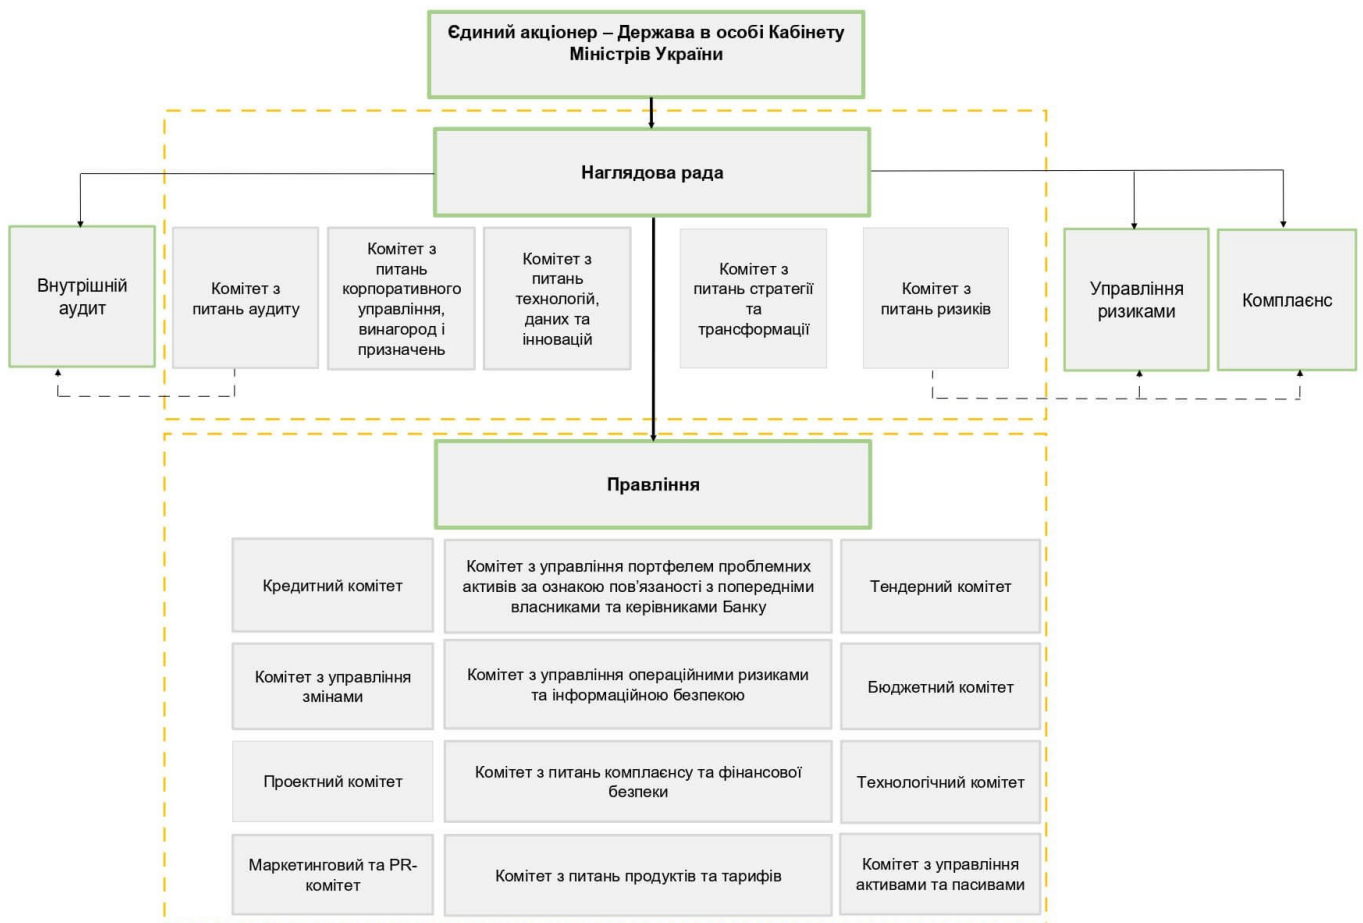 Єдиний акціонер – Держава в особі Кабінету
Міністрів України
Наглядова рада
Внутрішній
аудит
Комітет з
питань аудиту
Комітет з
питань
корпоративного
управління,
винагород і
призначень
Комітет з
питань
технологій,
даних та
інновацій
Комітет з
питань стратегії
та
трансформації
Комітет з
питань ризиків
Управління
ризиками
Комплаєнс
Правління
Кредитний комітет
Комітет з управління портфелем проблемних
активів за ознакою пов’язаності з попередніми
власниками та керівниками Банку
Тендерний комітет
Комітет з управління
змінами
Комітет з управління операційними ризиками
та інформаційною безпекою
Бюджетний комітет
Проектний комітет
Комітет з питань комплаєнсу та фінансової
безпеки
Технологічний комітет
Маркетинговий та PR-
комітет
Комітет з питань продуктів та тарифів
Комітет з управління
активами та пасивами